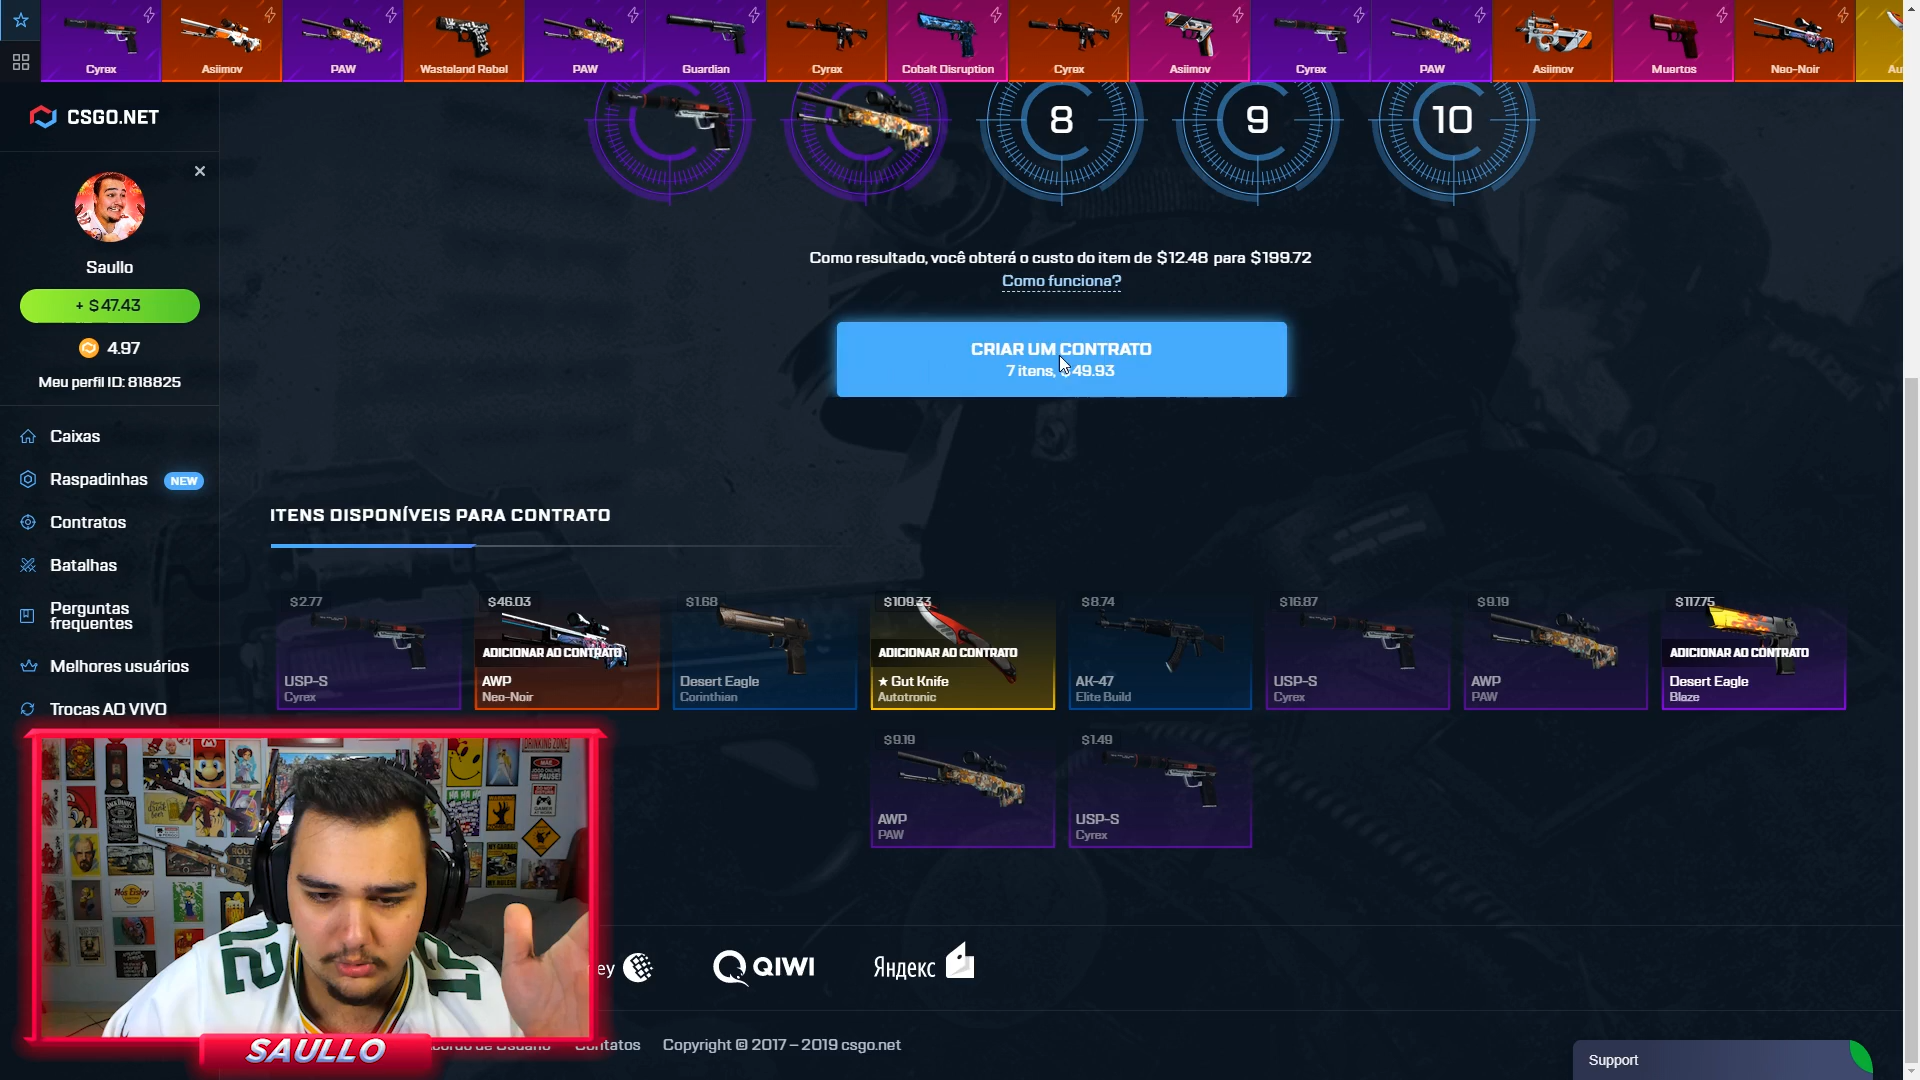 Cyrex
Asiimov
PAW
Wasteland Rebel
PAW
Guardian
Cyrex
Cobalt Disruption
Cyrex
Asiimov
Cyrex
PAW
Asiimov
Muertos
Neo-Noir
Au
CSGO.NET
Saullo
+ $47.43
4.97
Meu perfil ID: 818825
Caixas
Raspadinhas NEW
Contratos
Batalhas
Perguntas
frequentes
Melhores usuários
Trocas AO VIVO
8
9
10
Como resultado, você obterá o custo do item de $12.48 para $199.72
Como funciona?
CRIAR UM CONTRATO
7 itens, $49.93
ITENS DISPONÍVEIS PARA CONTRATO
$2.77
USP-S
Cyrex
$46.03
ADICIONAR AO CONTRATO
AWP
Neo-Noir
$1.68
Desert Eagle
Corinthian
$109.33
ADICIONAR AO CONTRATO
★ Gut Knife
Autotronic
$8.74
AK-47
Elite Build
$16.87
USP-S
Cyrex
$9.19
AWP
PAW
$117.75
ADICIONAR AO CONTRATO
Desert Eagle
Blaze
$9.19
AWP
PAW
$1.49
USP-S
Cyrex
DRINKING ZONE
12
SAULLO
ey
QIWI
Яндекс
Contatos
Copyright © 2017 – 2019 csgo.net
Support